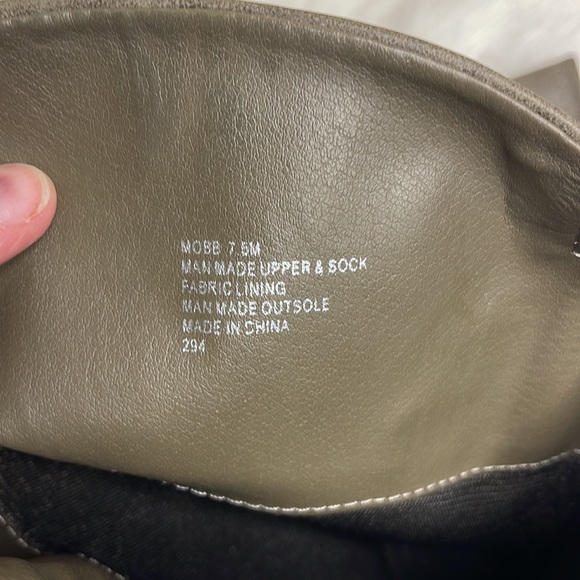 MOBB 7.5M
MAN MADE UPPER & SOCK
FABRIC LINING
MAN MADE OUTSOLE
MADE IN CHINA
294